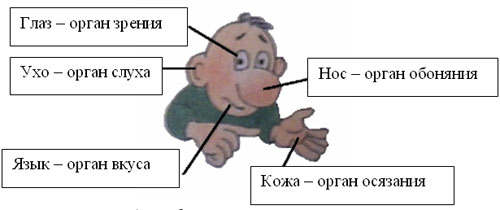 Глаз – орган зрения
Ухо – орган слуха
Нос – орган обоняния
Язык – орган вкуса
Кожа – орган осязания